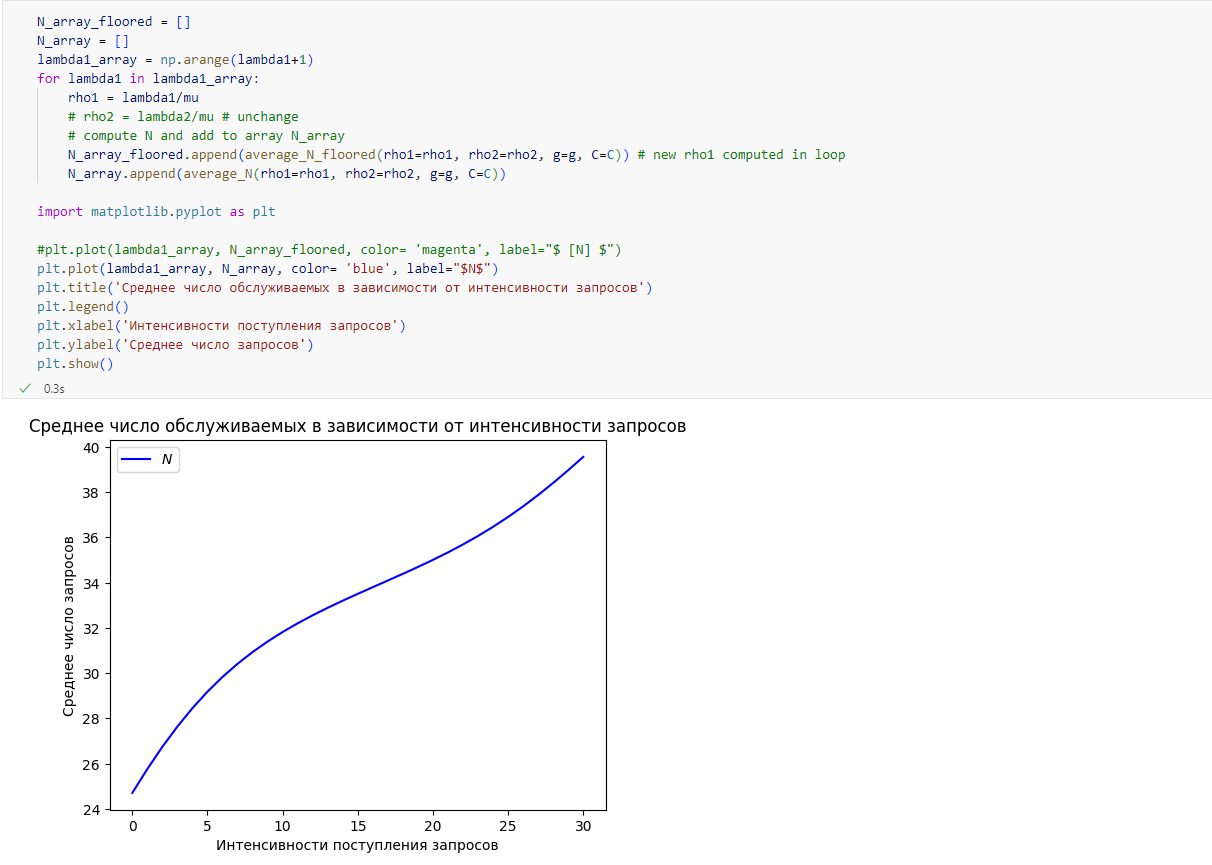 N_array_floored = []
N_array = []
lambda1_array = np.arange(lambda1+1)
for lambda1 in lambda1_array:
    rho1 = lambda1/mu
    # rho2 = lambda2/mu # unchange
    # compute N and add to array N_array
    N_array_floored.append(average_N_floored(rho1=rho1, rho2=rho2, g=g, C=C)) # new rho1 computed in loop
    N_array.append(average_N(rho1=rho1, rho2=rho2, g=g, C=C))
import matplotlib.pyplot as plt
#plt.plot(lambda1_array, N_array_floored, color= 'magenta', label="$ [N] $")
plt.plot(lambda1_array, N_array, color= 'blue', label="$N$")
plt.title('Среднее число обслуживаемых в зависимости от интенсивности запросов')
plt.legend()
plt.xlabel('Интенсивности поступления запросов')
plt.ylabel('Среднее число запросов')
plt.show()
0.3s
Среднее число обслуживаемых в зависимости от интенсивности запросов
N
40
38
36
34
32
30
28
26
24
Среднее число запросов
0 5 10 15 20 25 30
Интенсивности поступления запросов